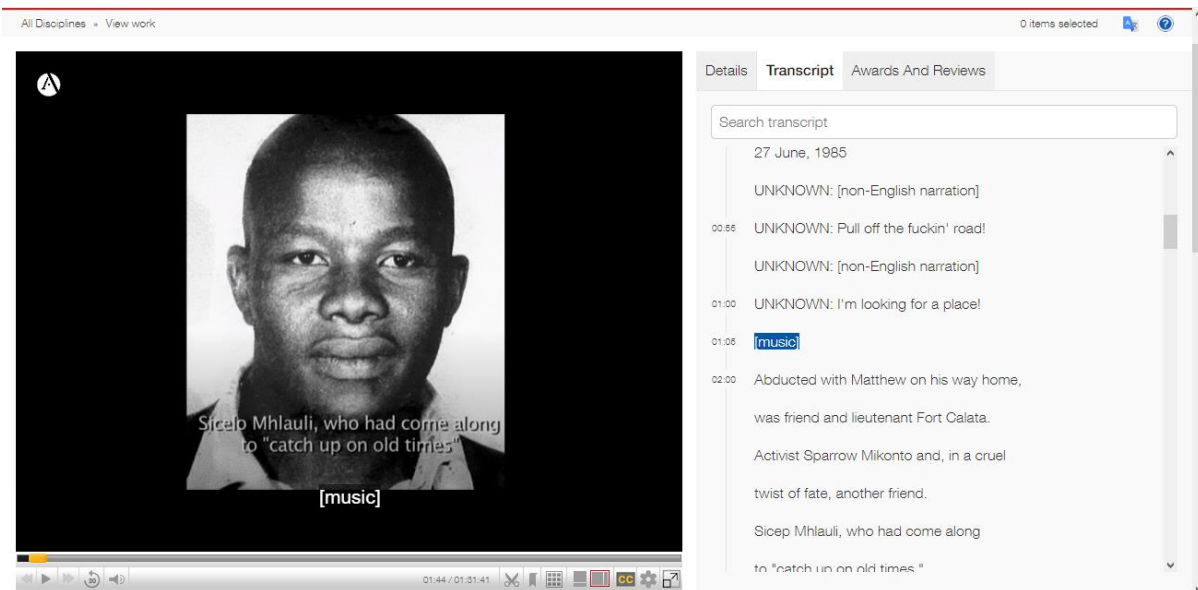 All Disciplines » View work
0 items selected
Details Transcript Awards And Reviews
Search transcript
27 June, 1985
UNKNOWN: [non-English narration]
00:56 UNKNOWN: Pull off the fuckin' road!
UNKNOWN: [non-English narration]
01:00 UNKNOWN: I'm looking for a place!
01:05 [music]
02:00 Abducted with Matthew on his way home,
was friend and lieutenant Fort Calata.
Activist Sparrow Mikonto and, in a cruel
twist of fate, another friend.
Sicep Mhlauli, who had come along
to "catch up on old times."
Sicelo Mhlauli, who had come along
to "catch up on old times"
[music]
30
01:44 / 01:31:41
CC